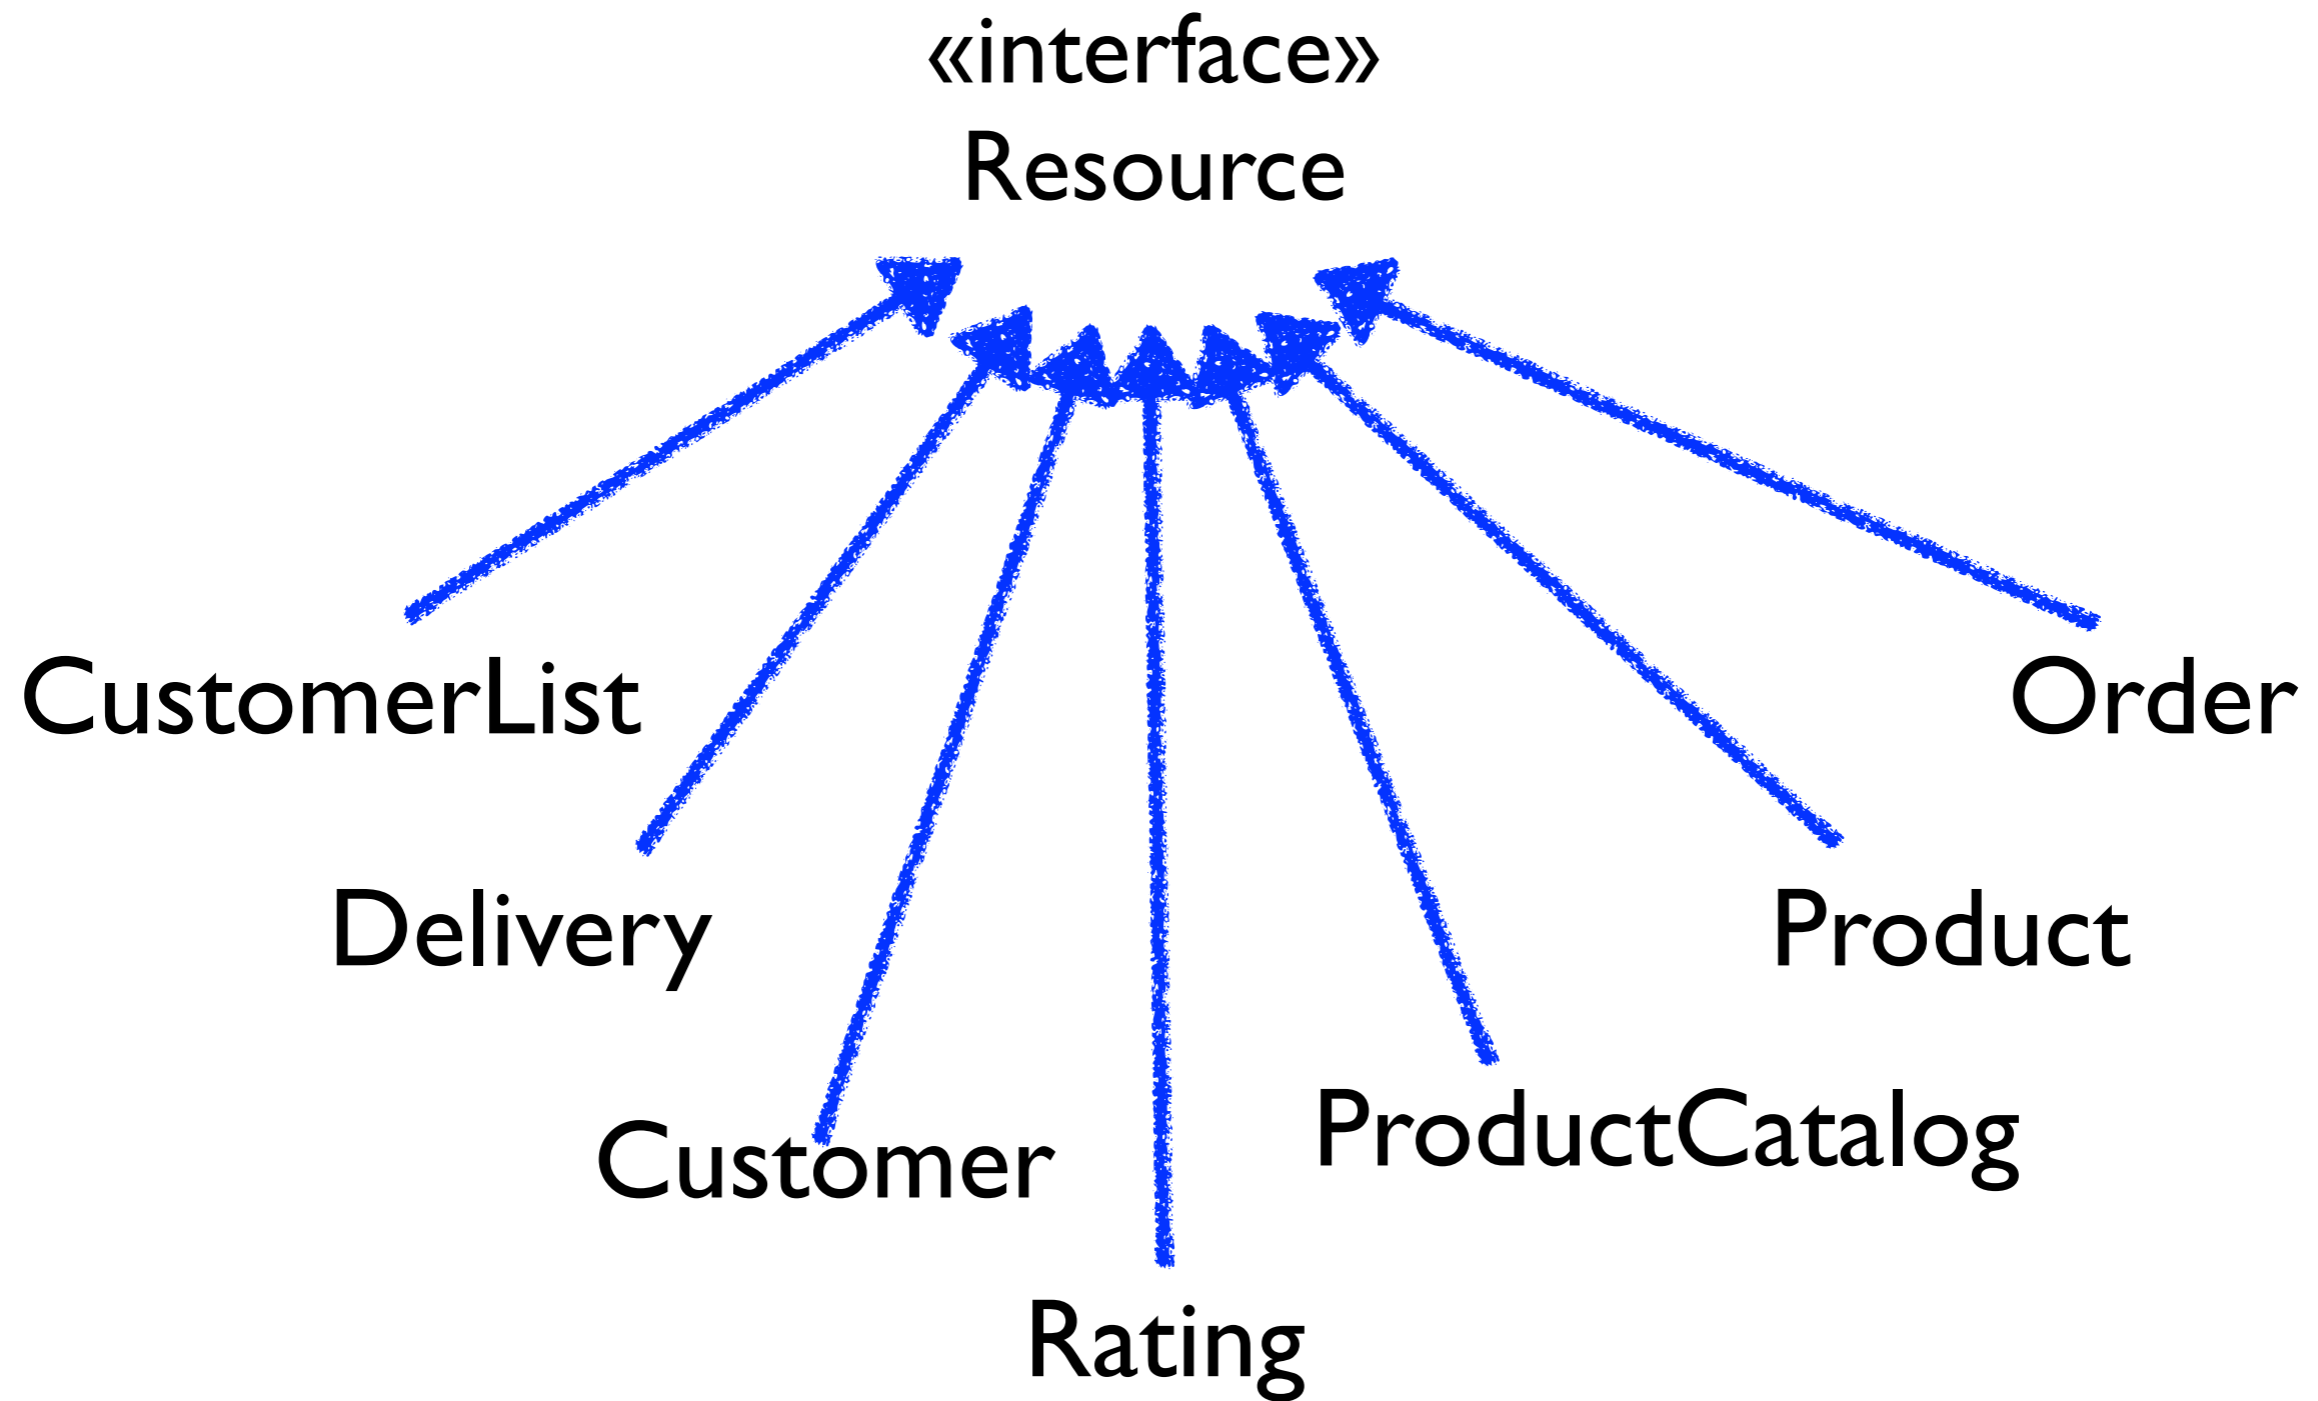 «interface»
Resource
CustomerList
Order
Delivery
Product
Customer
ProductCatalog
Rating